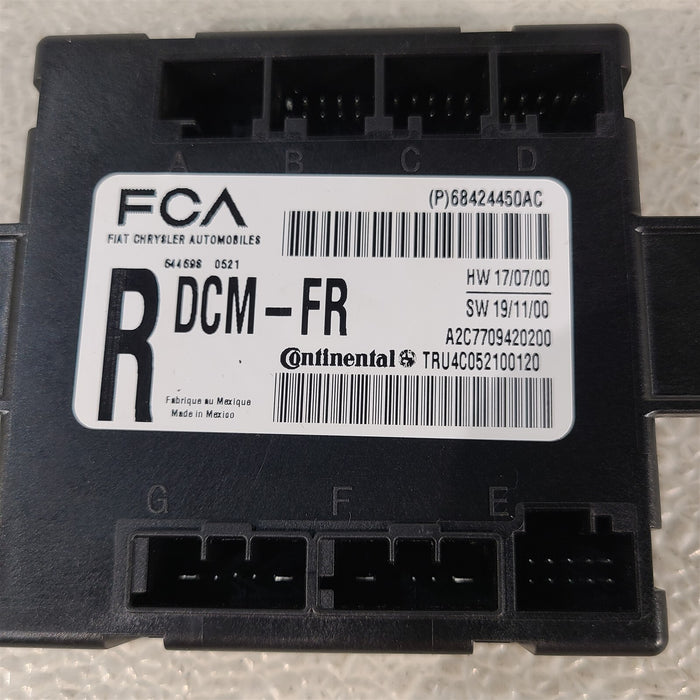 A B C D
FCA
(P)68424450AC
FIAT CHRYSLER AUTOMOBILES
644698 0521
HW 17/07/00
R DCM-FR
SW 19/11/00
A2C7709420200
Continental TRU4C052100120
Fabrique au Mexique
Made in Mexico
G F E